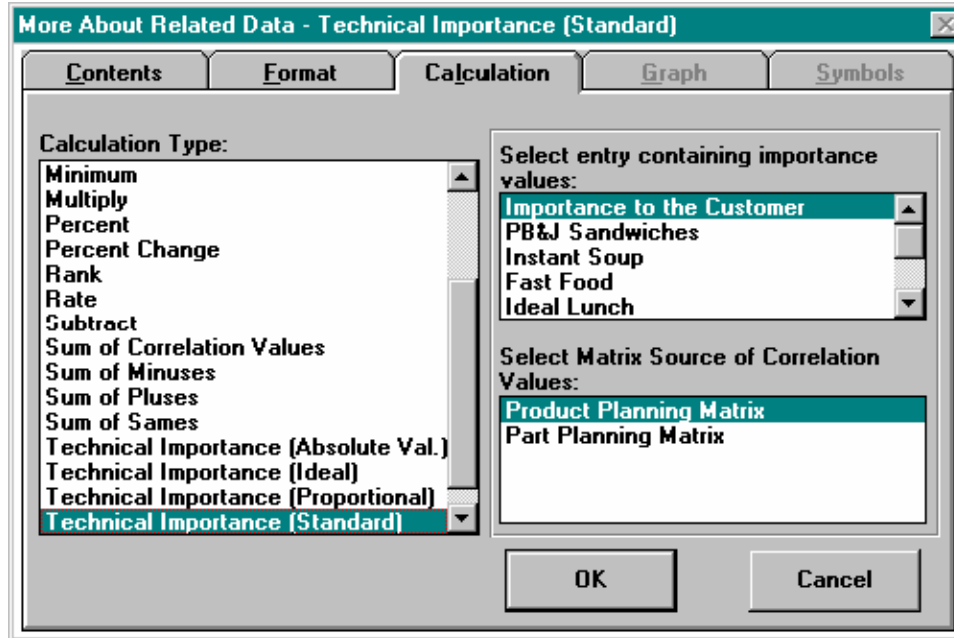 More About Related Data - Technical Importance (Standard)
Contents
Format
Calculation
Graph
Symbols
Calculation Type:
Minimum
Multiply
Percent
Percent Change
Rank
Rate
Subtract
Sum of Correlation Values
Sum of Minuses
Sum of Pluses
Sum of Sames
Technical Importance (Absolute Val.)
Technical Importance (Ideal)
Technical Importance (Proportional)
Technical Importance (Standard)
Select entry containing importance
values:
Importance to the Customer
PB&J Sandwiches
Instant Soup
Fast Food
Ideal Lunch
Select Matrix Source of Correlation
Values:
Product Planning Matrix
Part Planning Matrix
OK
Cancel